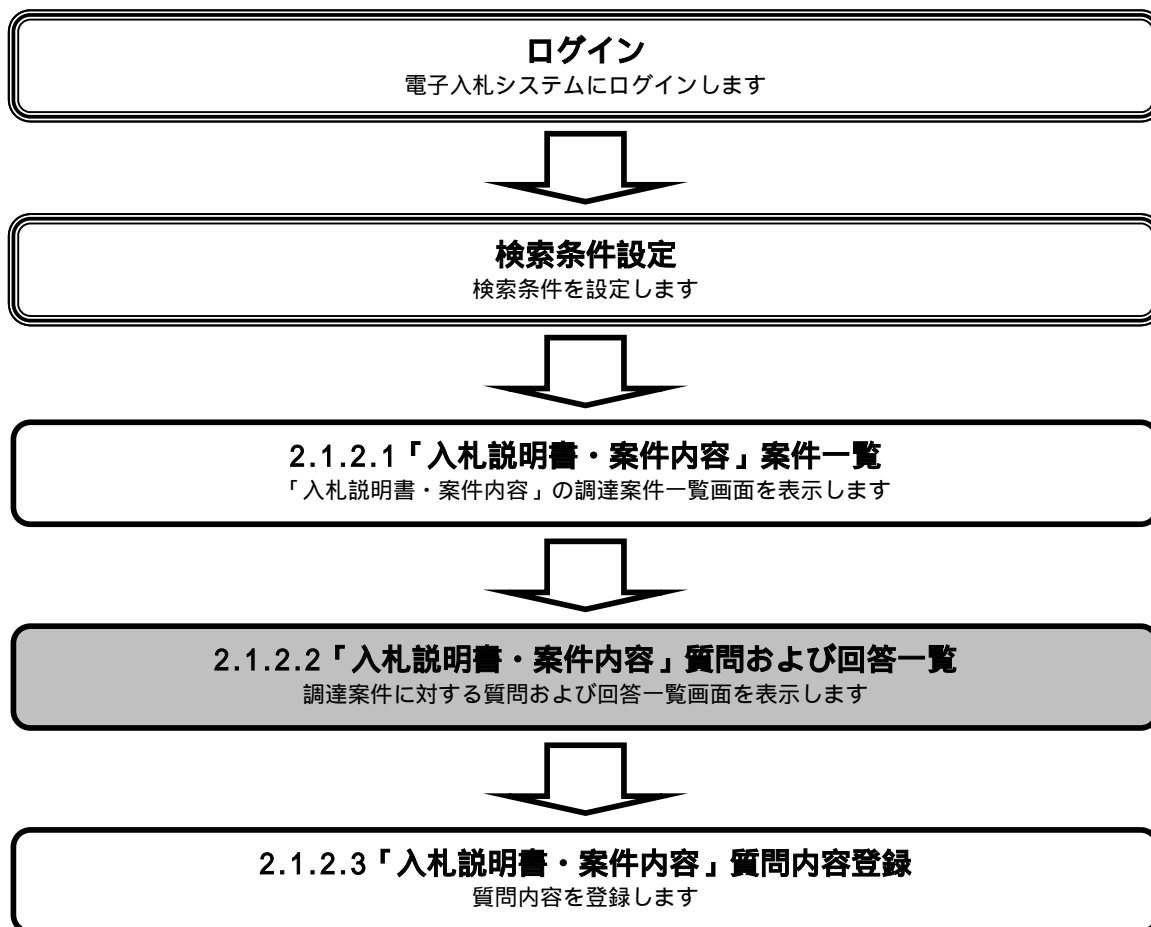 ログイン
電子入札システムにログインします
検索条件設定
検索条件を設定します
2.1.2.1「入札説明書・案件内容」案件一覧
「入札説明書・案件内容」の調達案件一覧画面を表示します
2.1.2.2「入札説明書・案件内容」質問および回答一覧
調達案件に対する質問および回答一覧画面を表示します
2.1.2.3「入札説明書・案件内容」質問内容登録
質問内容を登録します